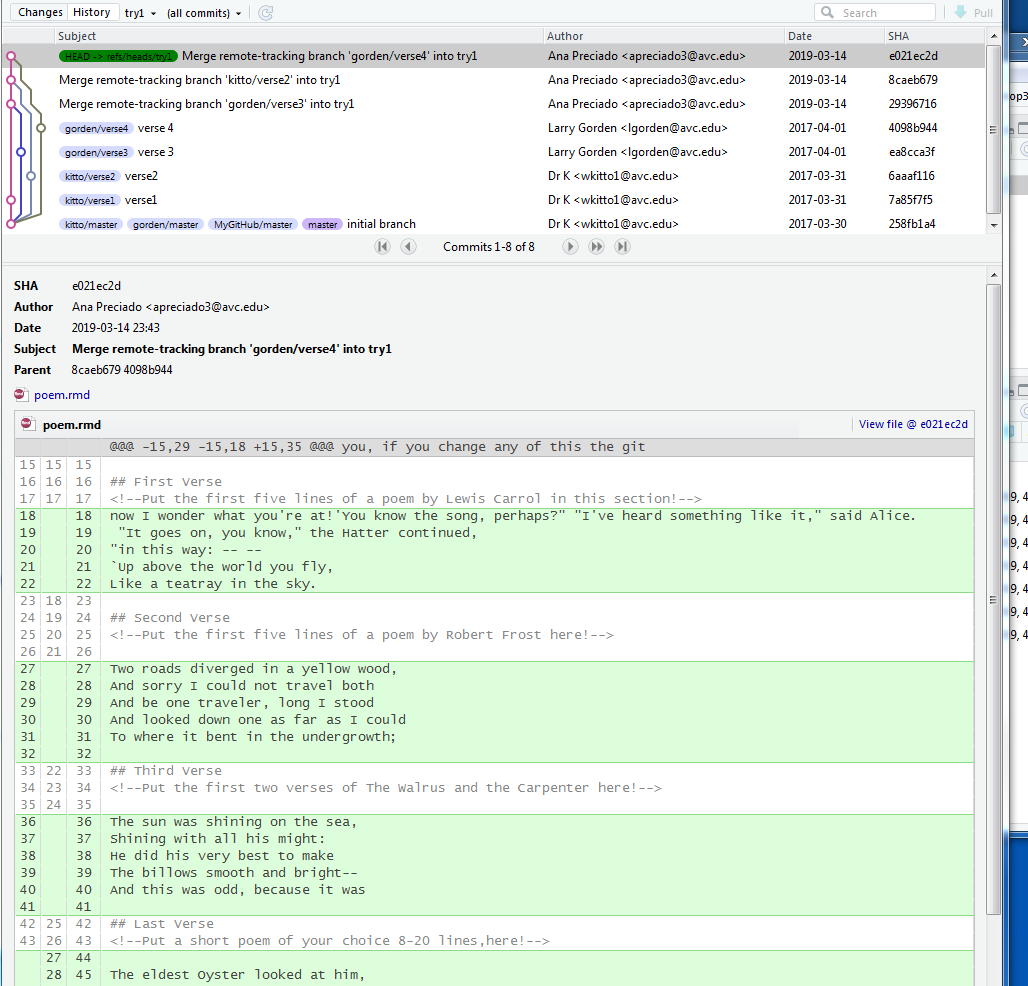 Changes History try1 (all commits) Search Pull
Subject Author Date SHA
HEAD -> refs/heads/try1 Merge remote-tracking branch 'gorden/verse4' into try1 Ana Preciado <apreciado3@avc.edu> 2019-03-14 e021ec2d
Merge remote-tracking branch 'kitto/verse2' into try1 Ana Preciado <apreciado3@avc.edu> 2019-03-14 8caeb679
Merge remote-tracking branch 'gorden/verse3' into try1 Ana Preciado <apreciado3@avc.edu> 2019-03-14 29396716
gorden/verse4 verse 4 Larry Gorden <lgorden@avc.edu> 2017-04-01 4098b944
gorden/verse3 verse 3 Larry Gorden <lgorden@avc.edu> 2017-04-01 ea8cca3f
kitto/verse2 verse2 Dr K <wkitto1@avc.edu> 2017-03-31 6aaaf116
kitto/verse1 verse1 Dr K <wkitto1@avc.edu> 2017-03-31 7a85f7f5
kitto/master gorden/master MyGitHub/master master initial branch Dr K <wkitto1@avc.edu> 2017-03-30 258fb1a4
Commits 1-8 of 8
SHA e021ec2d
Author Ana Preciado <apreciado3@avc.edu>
Date 2019-03-14 23:43
Subject Merge remote-tracking branch 'gorden/verse4' into try1
Parent 8caeb679 4098b944
poem.rmd
poem.rmd View file @ e021ec2d
@@@ -15,29 -15,18 +15,35 @@@ you, if you change any of this the git
15 15 15
16 16 16 ## First Verse
17 17 17 <!--Put the first five lines of a poem by Lewis Carrol in this section!-->
18 18 now I wonder what you're at!'You know the song, perhaps?" "I've heard something like it," said Alice.
19 19 "It goes on, you know," the Hatter continued,
20 20 "in this way: -- --
21 21 `Up above the world you fly,
22 22 Like a teatray in the sky.
23 18 23
24 19 24 ## Second Verse
25 20 25 <!--Put the first five lines of a poem by Robert Frost here!-->
26 21 26
27 27 Two roads diverged in a yellow wood,
28 28 And sorry I could not travel both
29 29 And be one traveler, long I stood
30 30 And looked down one as far as I could
31 31 To where it bent in the undergrowth;
32 32
33 22 33 ## Third Verse
34 23 34 <!--Put the first two verses of The Walrus and the Carpenter here!-->
35 24 35
36 36 The sun was shining on the sea,
37 37 Shining with all his might:
38 38 He did his very best to make
39 39 The billows smooth and bright--
40 40 And this was odd, because it was
41 41
42 25 42 ## Last Verse
43 26 43 <!--Put a short poem of your choice 8-20 lines,here!-->
27 44
28 45 The eldest Oyster looked at him,
op3
9, 4
9, 4
9, 4
9, 4
9, 4
9, 4
9, 4